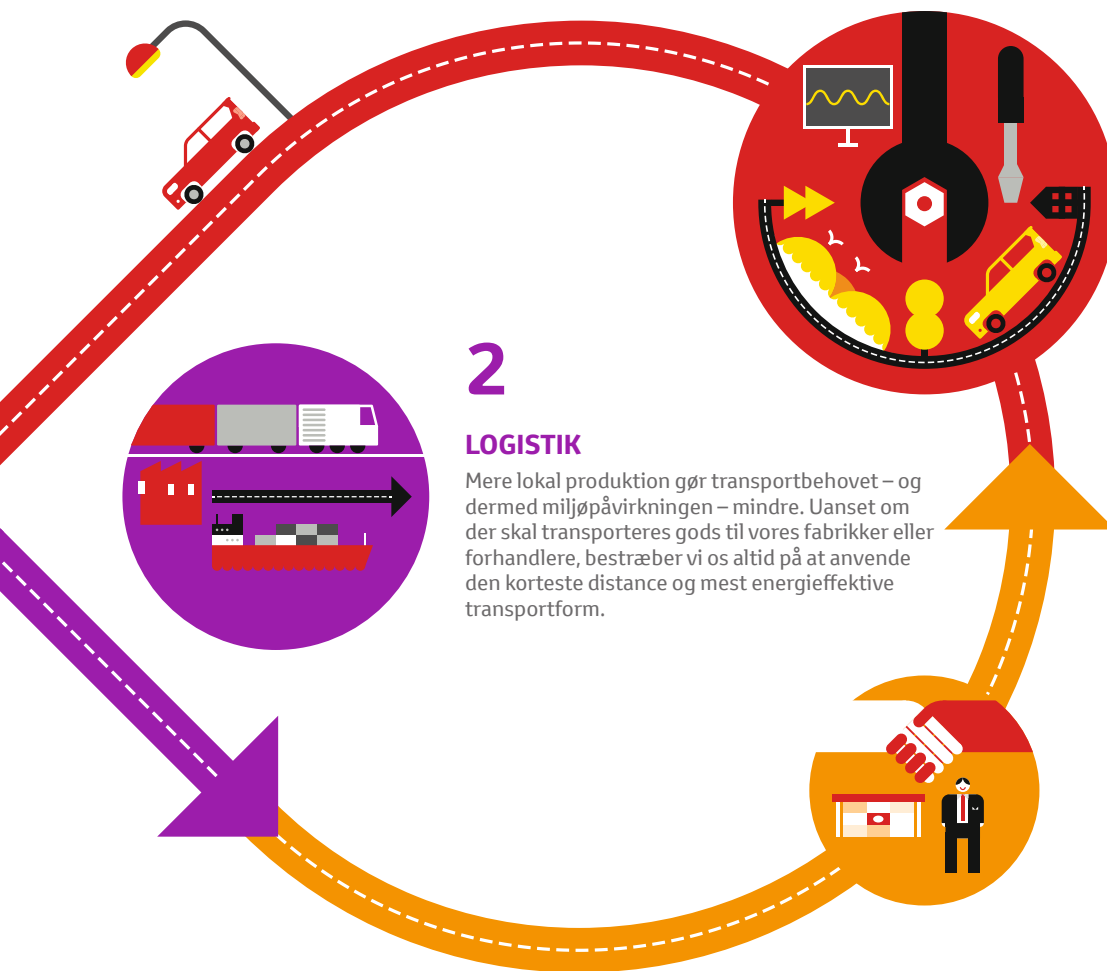 2
LOGISTIK
Mere lokal produktion gør transportbehovet – og
dermed miljøpåvirkningen – mindre. Uanset om
der skal transporteres gods til vores fabrikker eller
forhandlere, bestræber vi os altid på at anvende
den korteste distance og mest energieffektive
transportform.